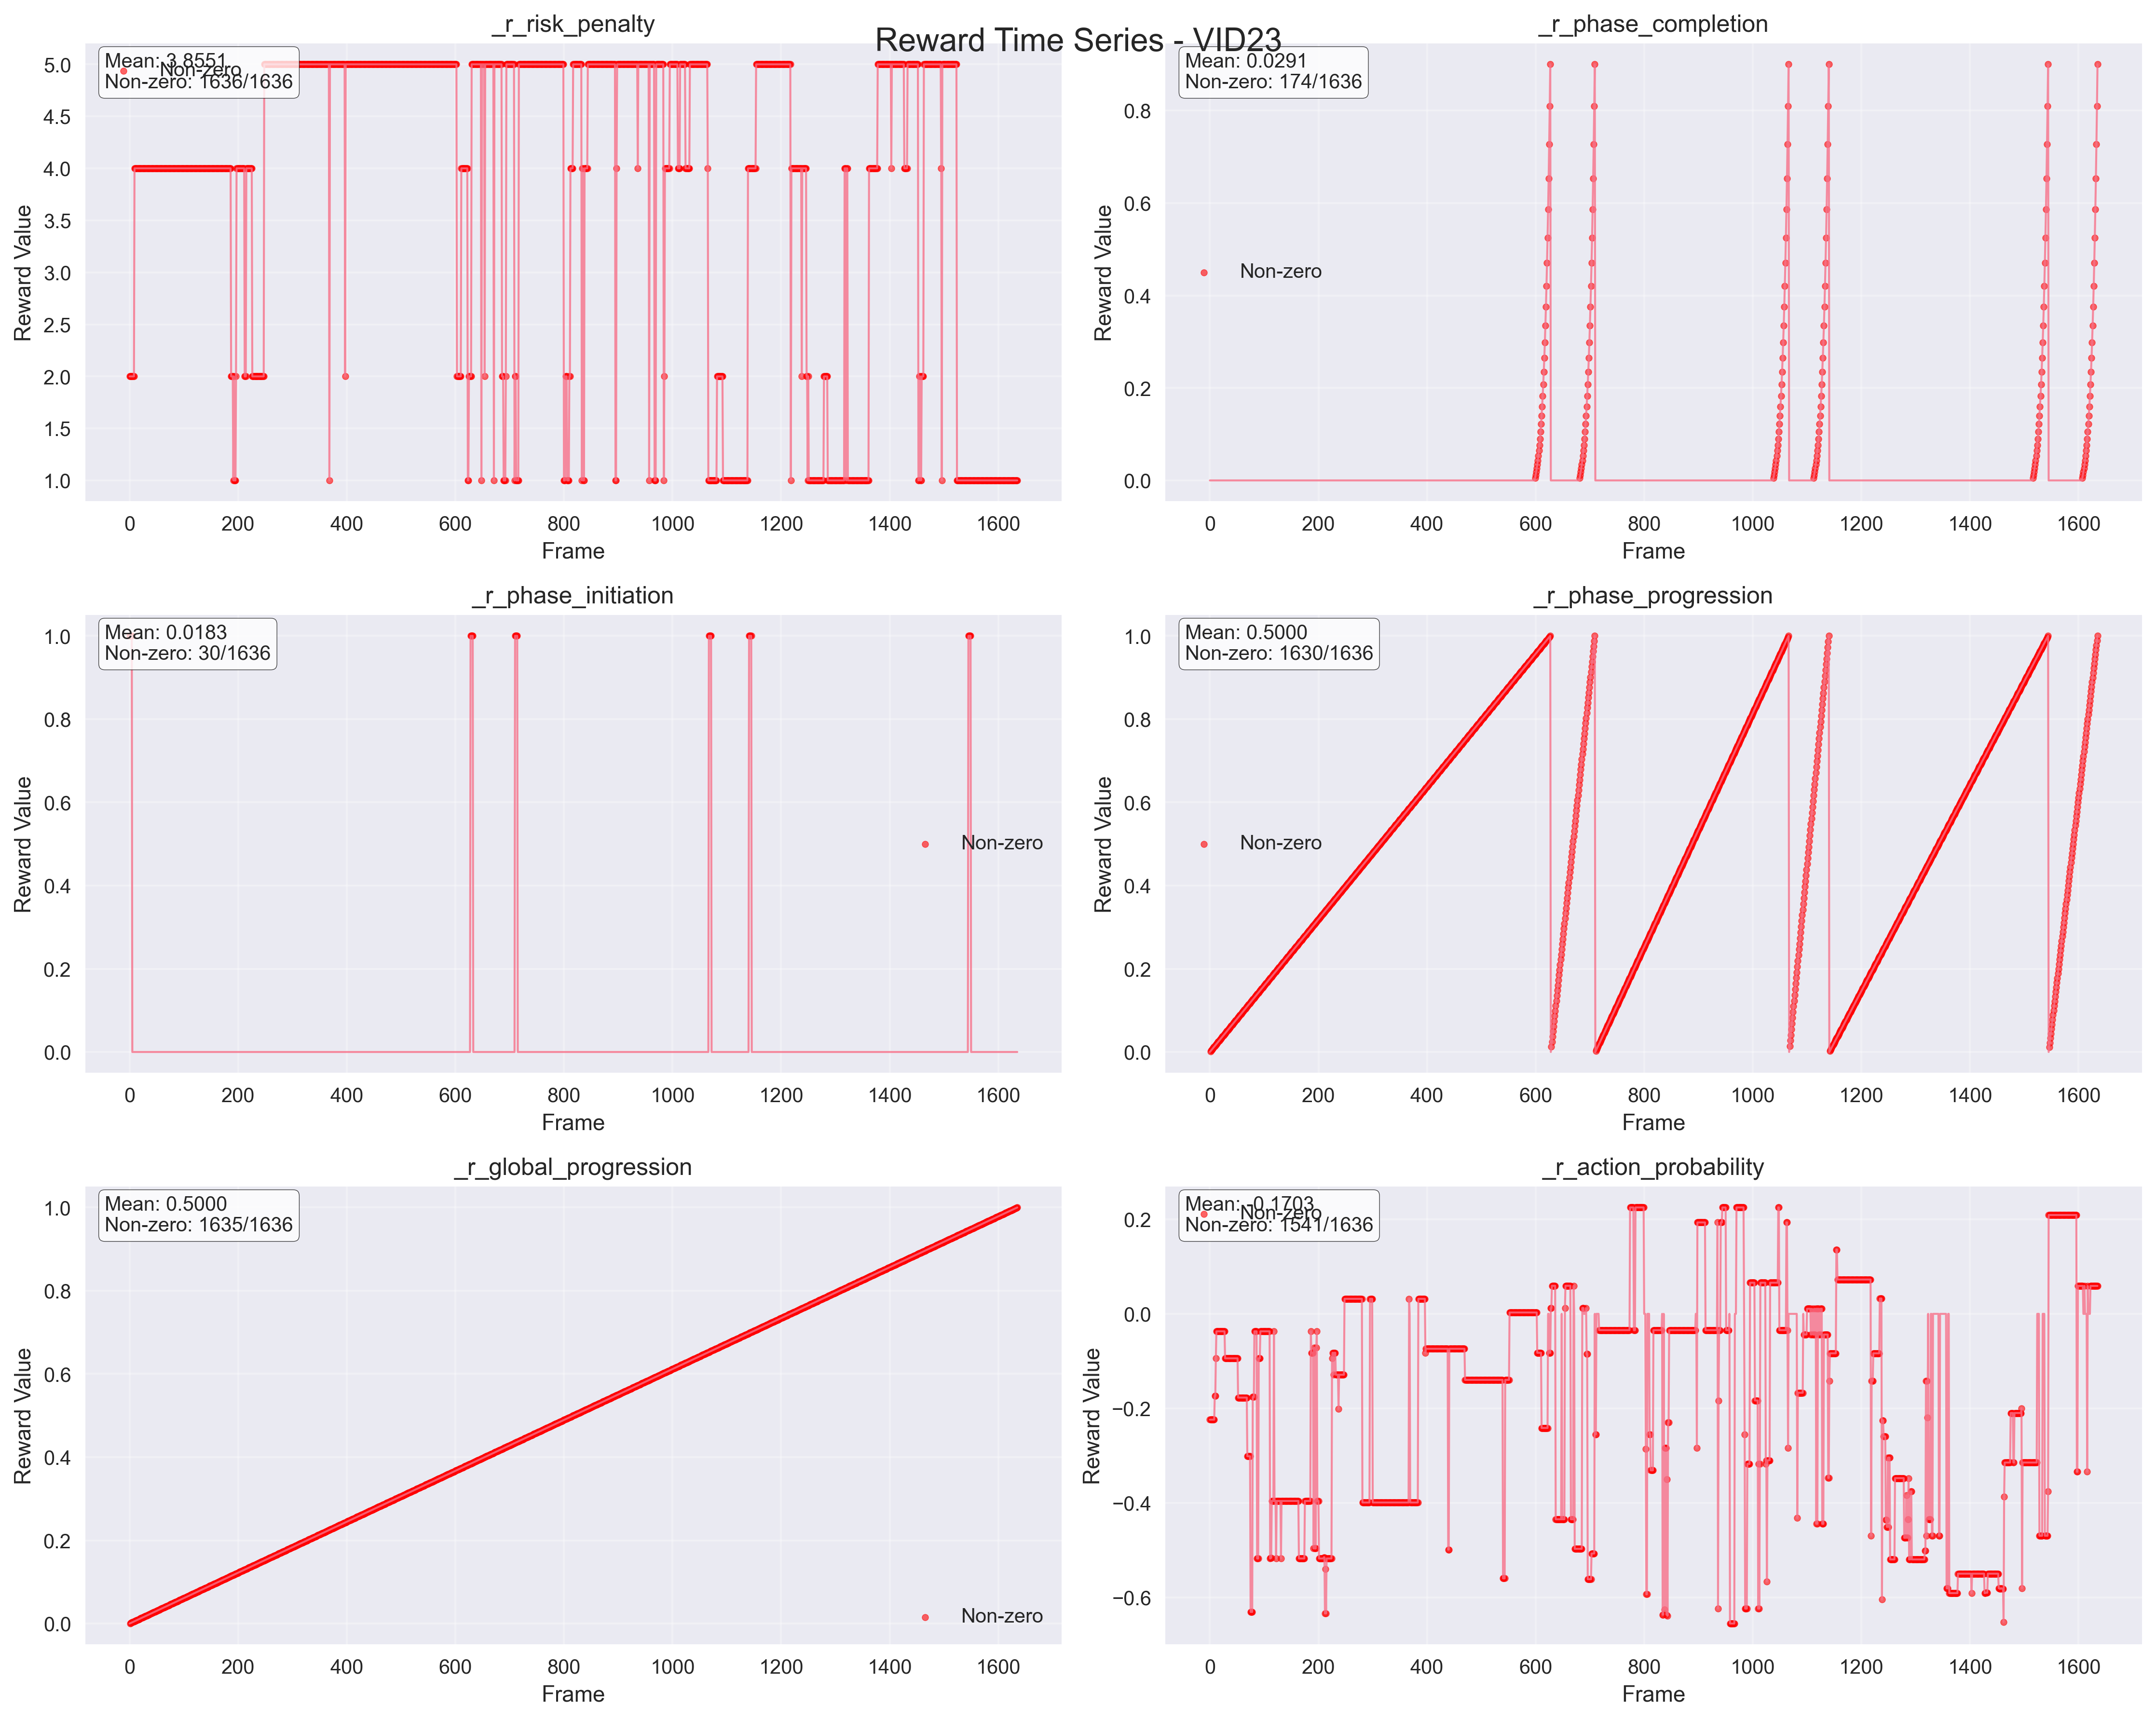 Reward Time Series - VID23
_r_risk_penalty
Mean: 3.8551
Non-zero: 1636/1636
Non-zero
Reward Value
5.0
4.5
4.0
3.5
3.0
2.5
2.0
1.5
1.0
0 200 400 600 800 1000 1200 1400 1600
Frame
_r_phase_completion
Mean: 0.0291
Non-zero: 174/1636
Non-zero
Reward Value
0.8
0.6
0.4
0.2
0.0
0 200 400 600 800 1000 1200 1400 1600
Frame
_r_phase_initiation
Mean: 0.0183
Non-zero: 30/1636
Non-zero
Reward Value
1.0
0.8
0.6
0.4
0.2
0.0
0 200 400 600 800 1000 1200 1400 1600
Frame
_r_phase_progression
Mean: 0.5000
Non-zero: 1630/1636
Non-zero
Reward Value
1.0
0.8
0.6
0.4
0.2
0.0
0 200 400 600 800 1000 1200 1400 1600
Frame
_r_global_progression
Mean: 0.5000
Non-zero: 1635/1636
Non-zero
Reward Value
1.0
0.8
0.6
0.4
0.2
0.0
0 200 400 600 800 1000 1200 1400 1600
Frame
_r_action_probability
Mean: -0.1703
Non-zero: 1541/1636
Non-zero
Reward Value
0.2
0.0
−0.2
−0.4
−0.6
0 200 400 600 800 1000 1200 1400 1600
Frame